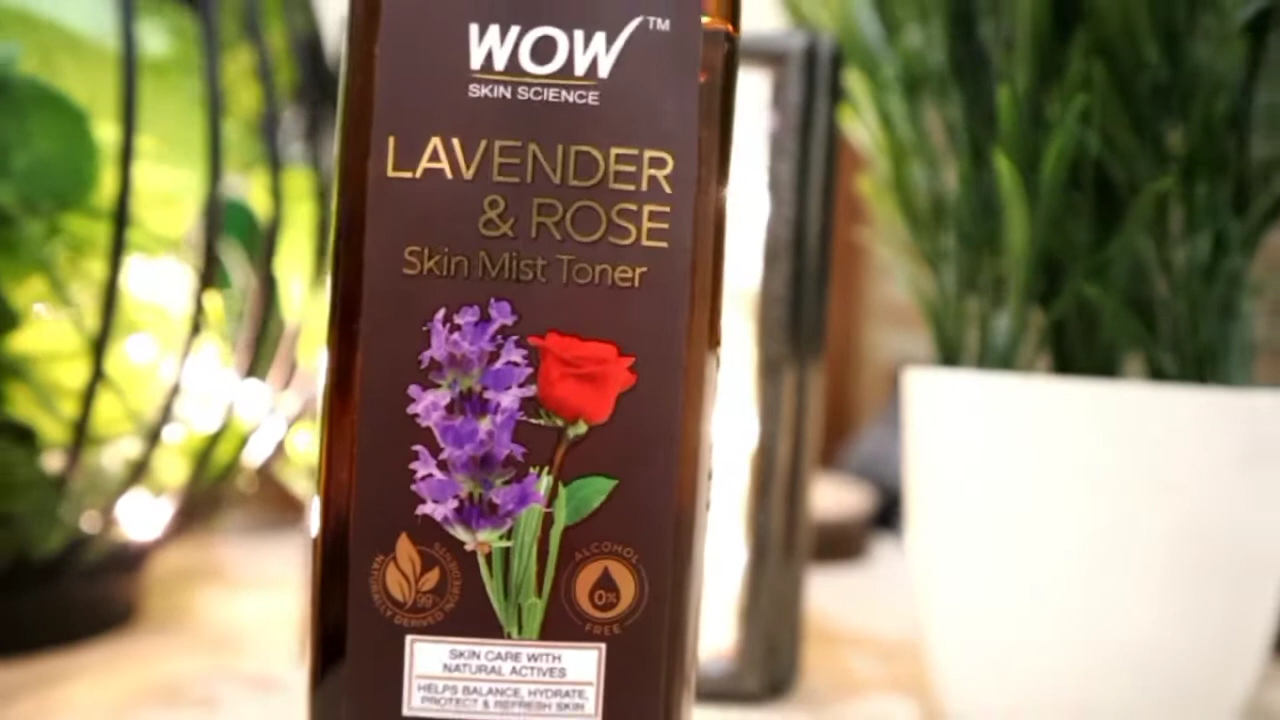 WOW™
SKIN SCIENCE
LAVENDER
& ROSE
Skin Mist Toner
99%
NATURALLY DERIVED INGREDIENTS
ALCOHOL
0%
FREE
SKIN CARE WITH
NATURAL ACTIVES
HELPS BALANCE, HYDRATE,
PROTECT & REFRESH SKIN